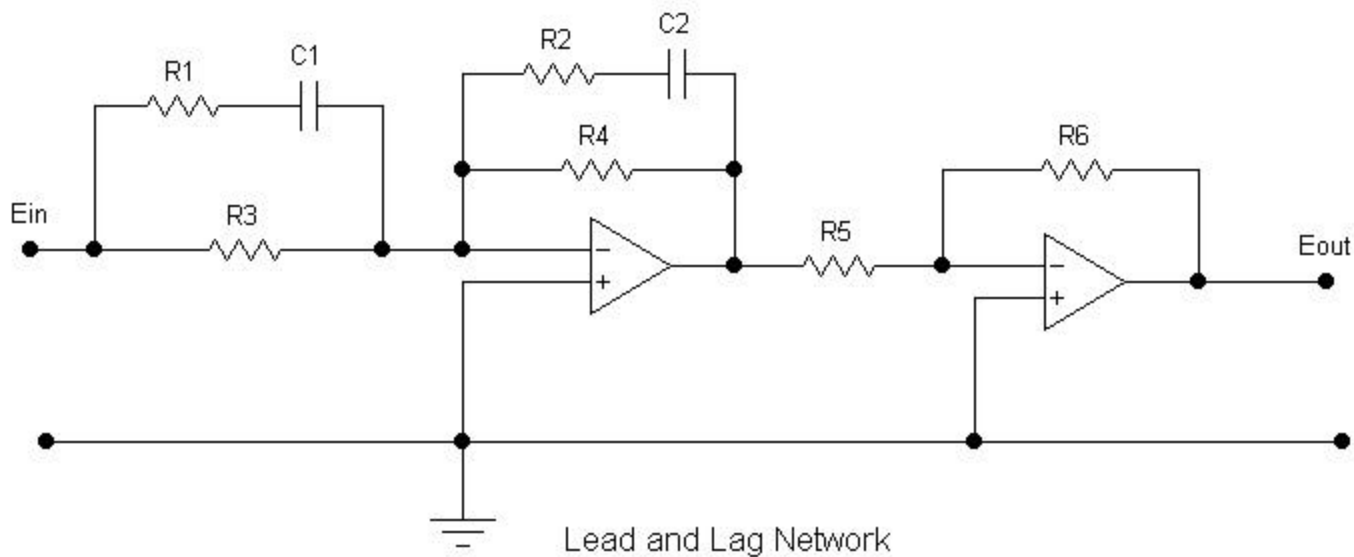 C2
R2
C1
R1
R4
R6
Ein
R3
R5
Eout
−
+
−
+
Lead and Lag Network